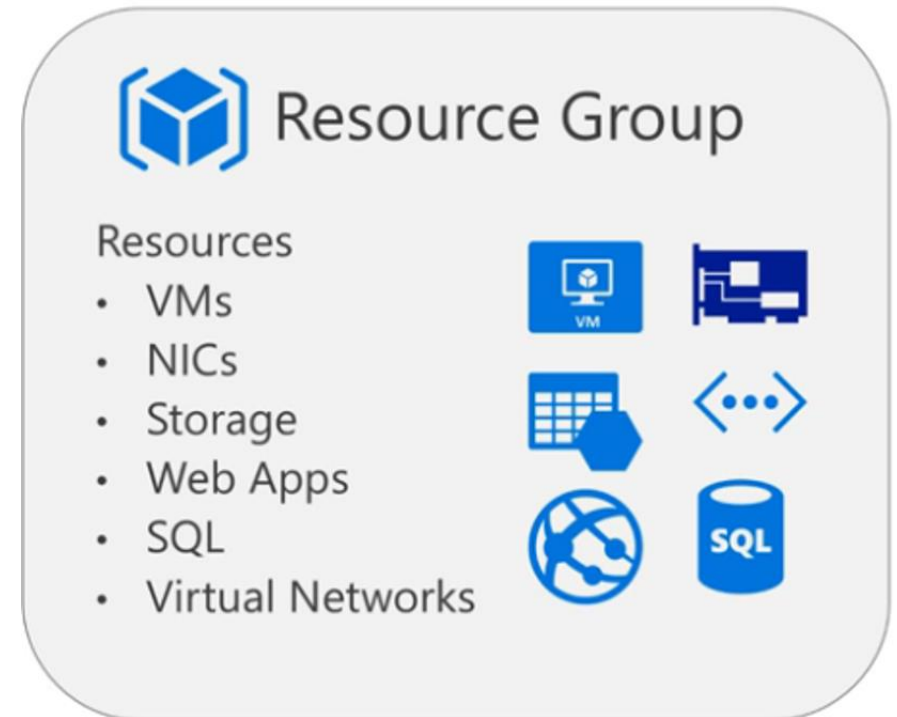 Resource Group
Resources
• VMs
• NICs
• Storage
• Web Apps
• SQL
• Virtual Networks
VM
SQL